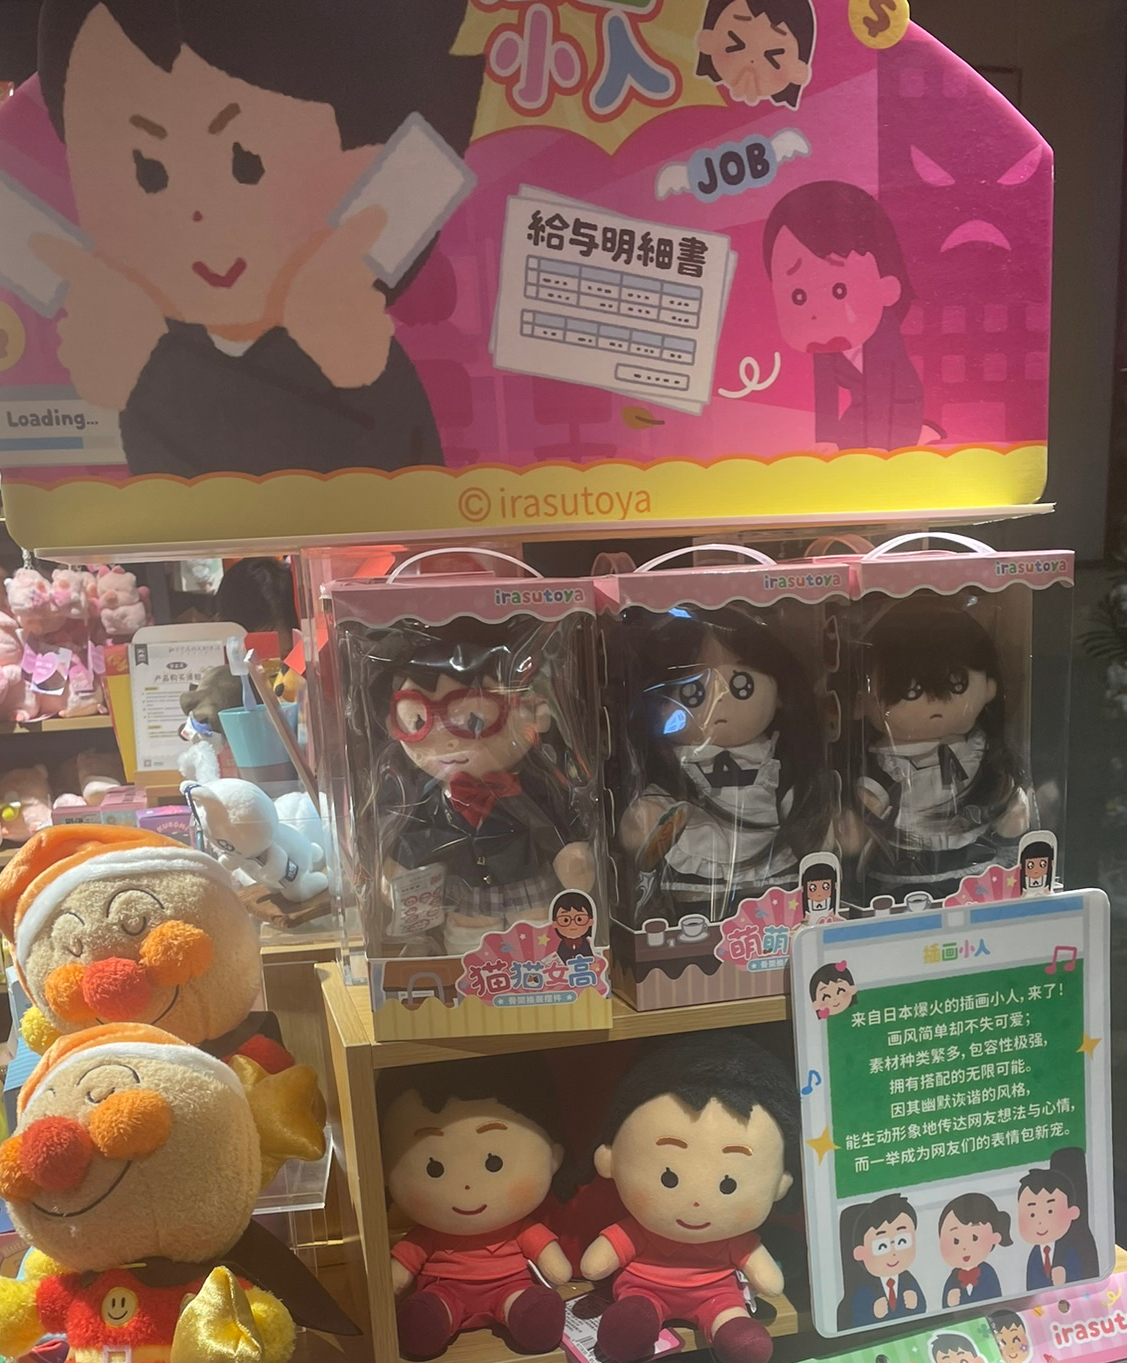 小人
JOB
給与明細書
Loading...
© irasutoya
irasutoya
irasutoya
irasutoya
猫猫女高
萌萌
插画小人
来自日本爆火的插画小人，来了！
画风简单却不失可爱；
素材种类繁多，包容性极强，
拥有搭配的无限可能。
因其幽默诙谐的风格，
能生动形象地传达网友想法与心情，
而一举成为网友们的表情包新宠。
irasut